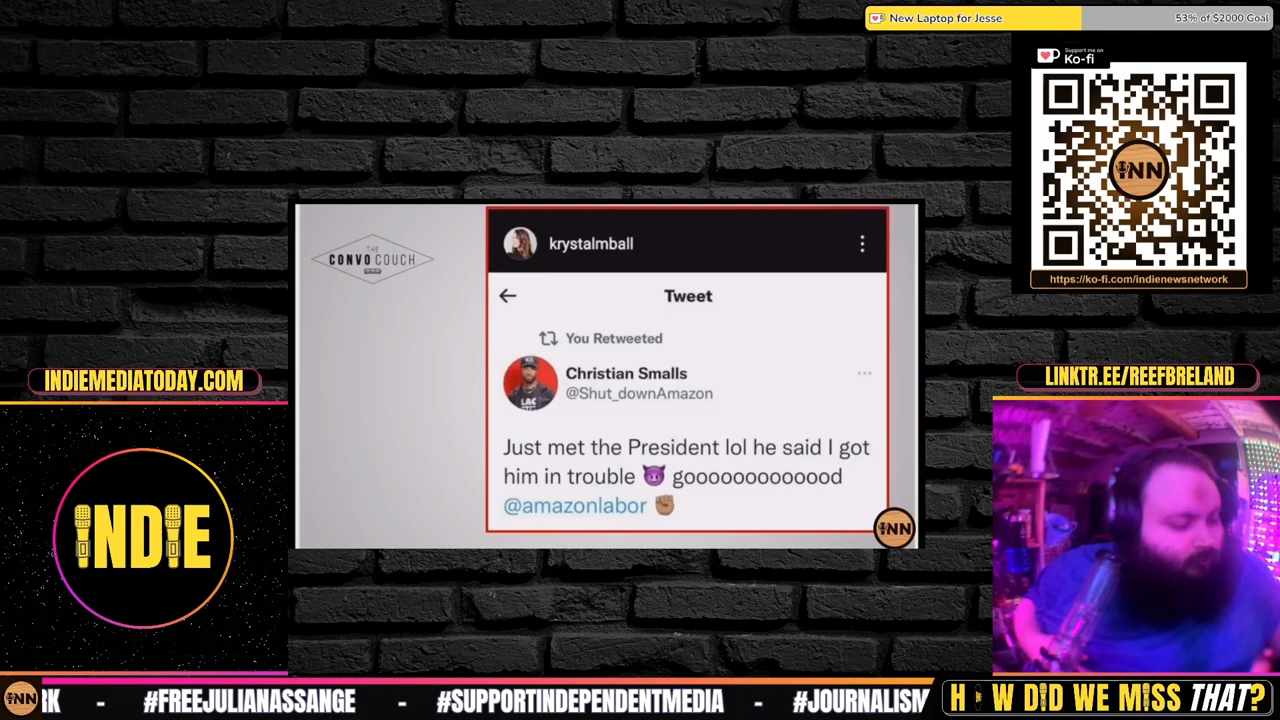 New Laptop for Jesse
53% of $2000 Goal
Support me on
Ko-fi
iNN
https://ko-fi.com/indienewsnetwork
THE
CONVO COUCH
krystalmball
Tweet
You Retweeted
Christian Smalls
@Shut_downAmazon
Just met the President lol he said I got
him in trouble 😈 gooooooooooood
@amazonlabor ✊🏽
iNN
INDIEMEDIATODAY.COM
LINKTR.EE/REEFBRELAND
INDIE
LAC
iNN
RK - #FREEJULIANASSANGE - #SUPPORTINDEPENDENTMEDIA - #JOURNALISM
HOW DID WE MISS THAT?